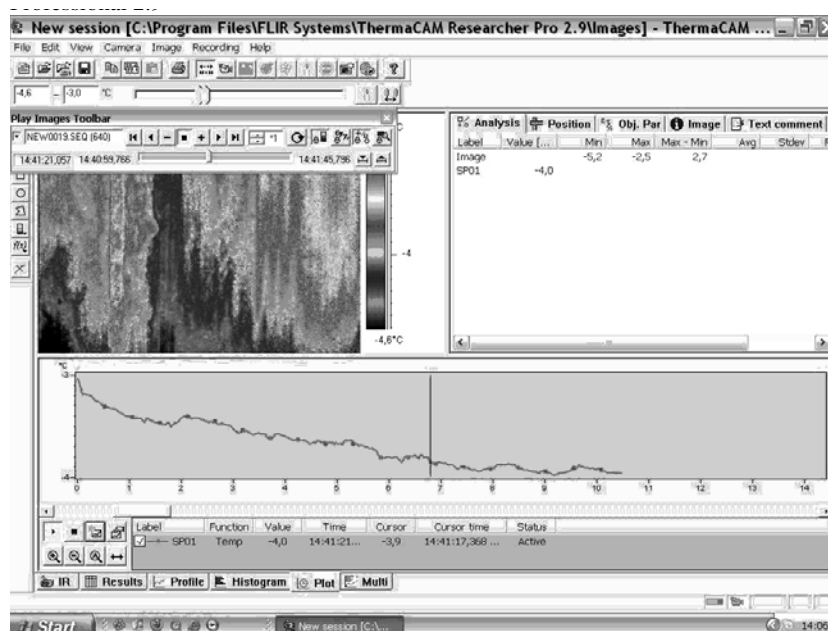 New session [C:\Program Files\FLIR Systems\ThermaCAM Researcher Pro 2.9\Images] - ThermaCAM ...
File Edit View Camera Image Recording Help
-4,6 - -3,0 °C
Play Images Toolbar
NEW0019.SEQ (640)
14:41:21,057 14:40:59,766 14:41:45,796
Analysis Position Obj. Par Image Text comment
Label Value [... Min Max Max - Min Avg Stdev
Image -5,2 -2,5 2,7
SP01 -4,0
-4
-4,6°C
°C
-3
-4
0 1 2 3 4 5 6 7 8 9 10 11 12 13 14
Label Function Value Time Cursor Cursor time Status
SP01 Temp -4,0 14:41:21... -3,9 14:41:17,368 ... Active
IR Results Profile Histogram Plot Multi
Start New session [C:\... 14:06